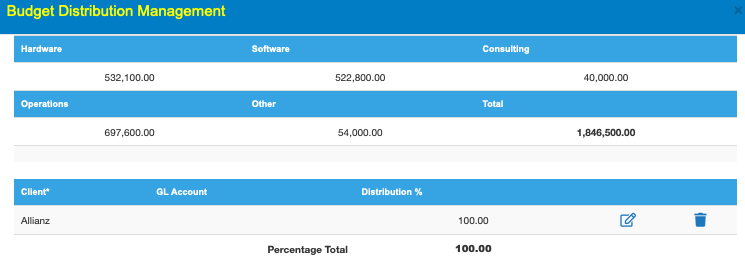 Budget Distribution Management
Hardware Software Consulting
532,100.00 522,800.00 40,000.00
Operations Other Total
697,600.00 54,000.00 1,846,500.00
Client* GL Account Distribution %
Allianz 100.00
Percentage Total 100.00